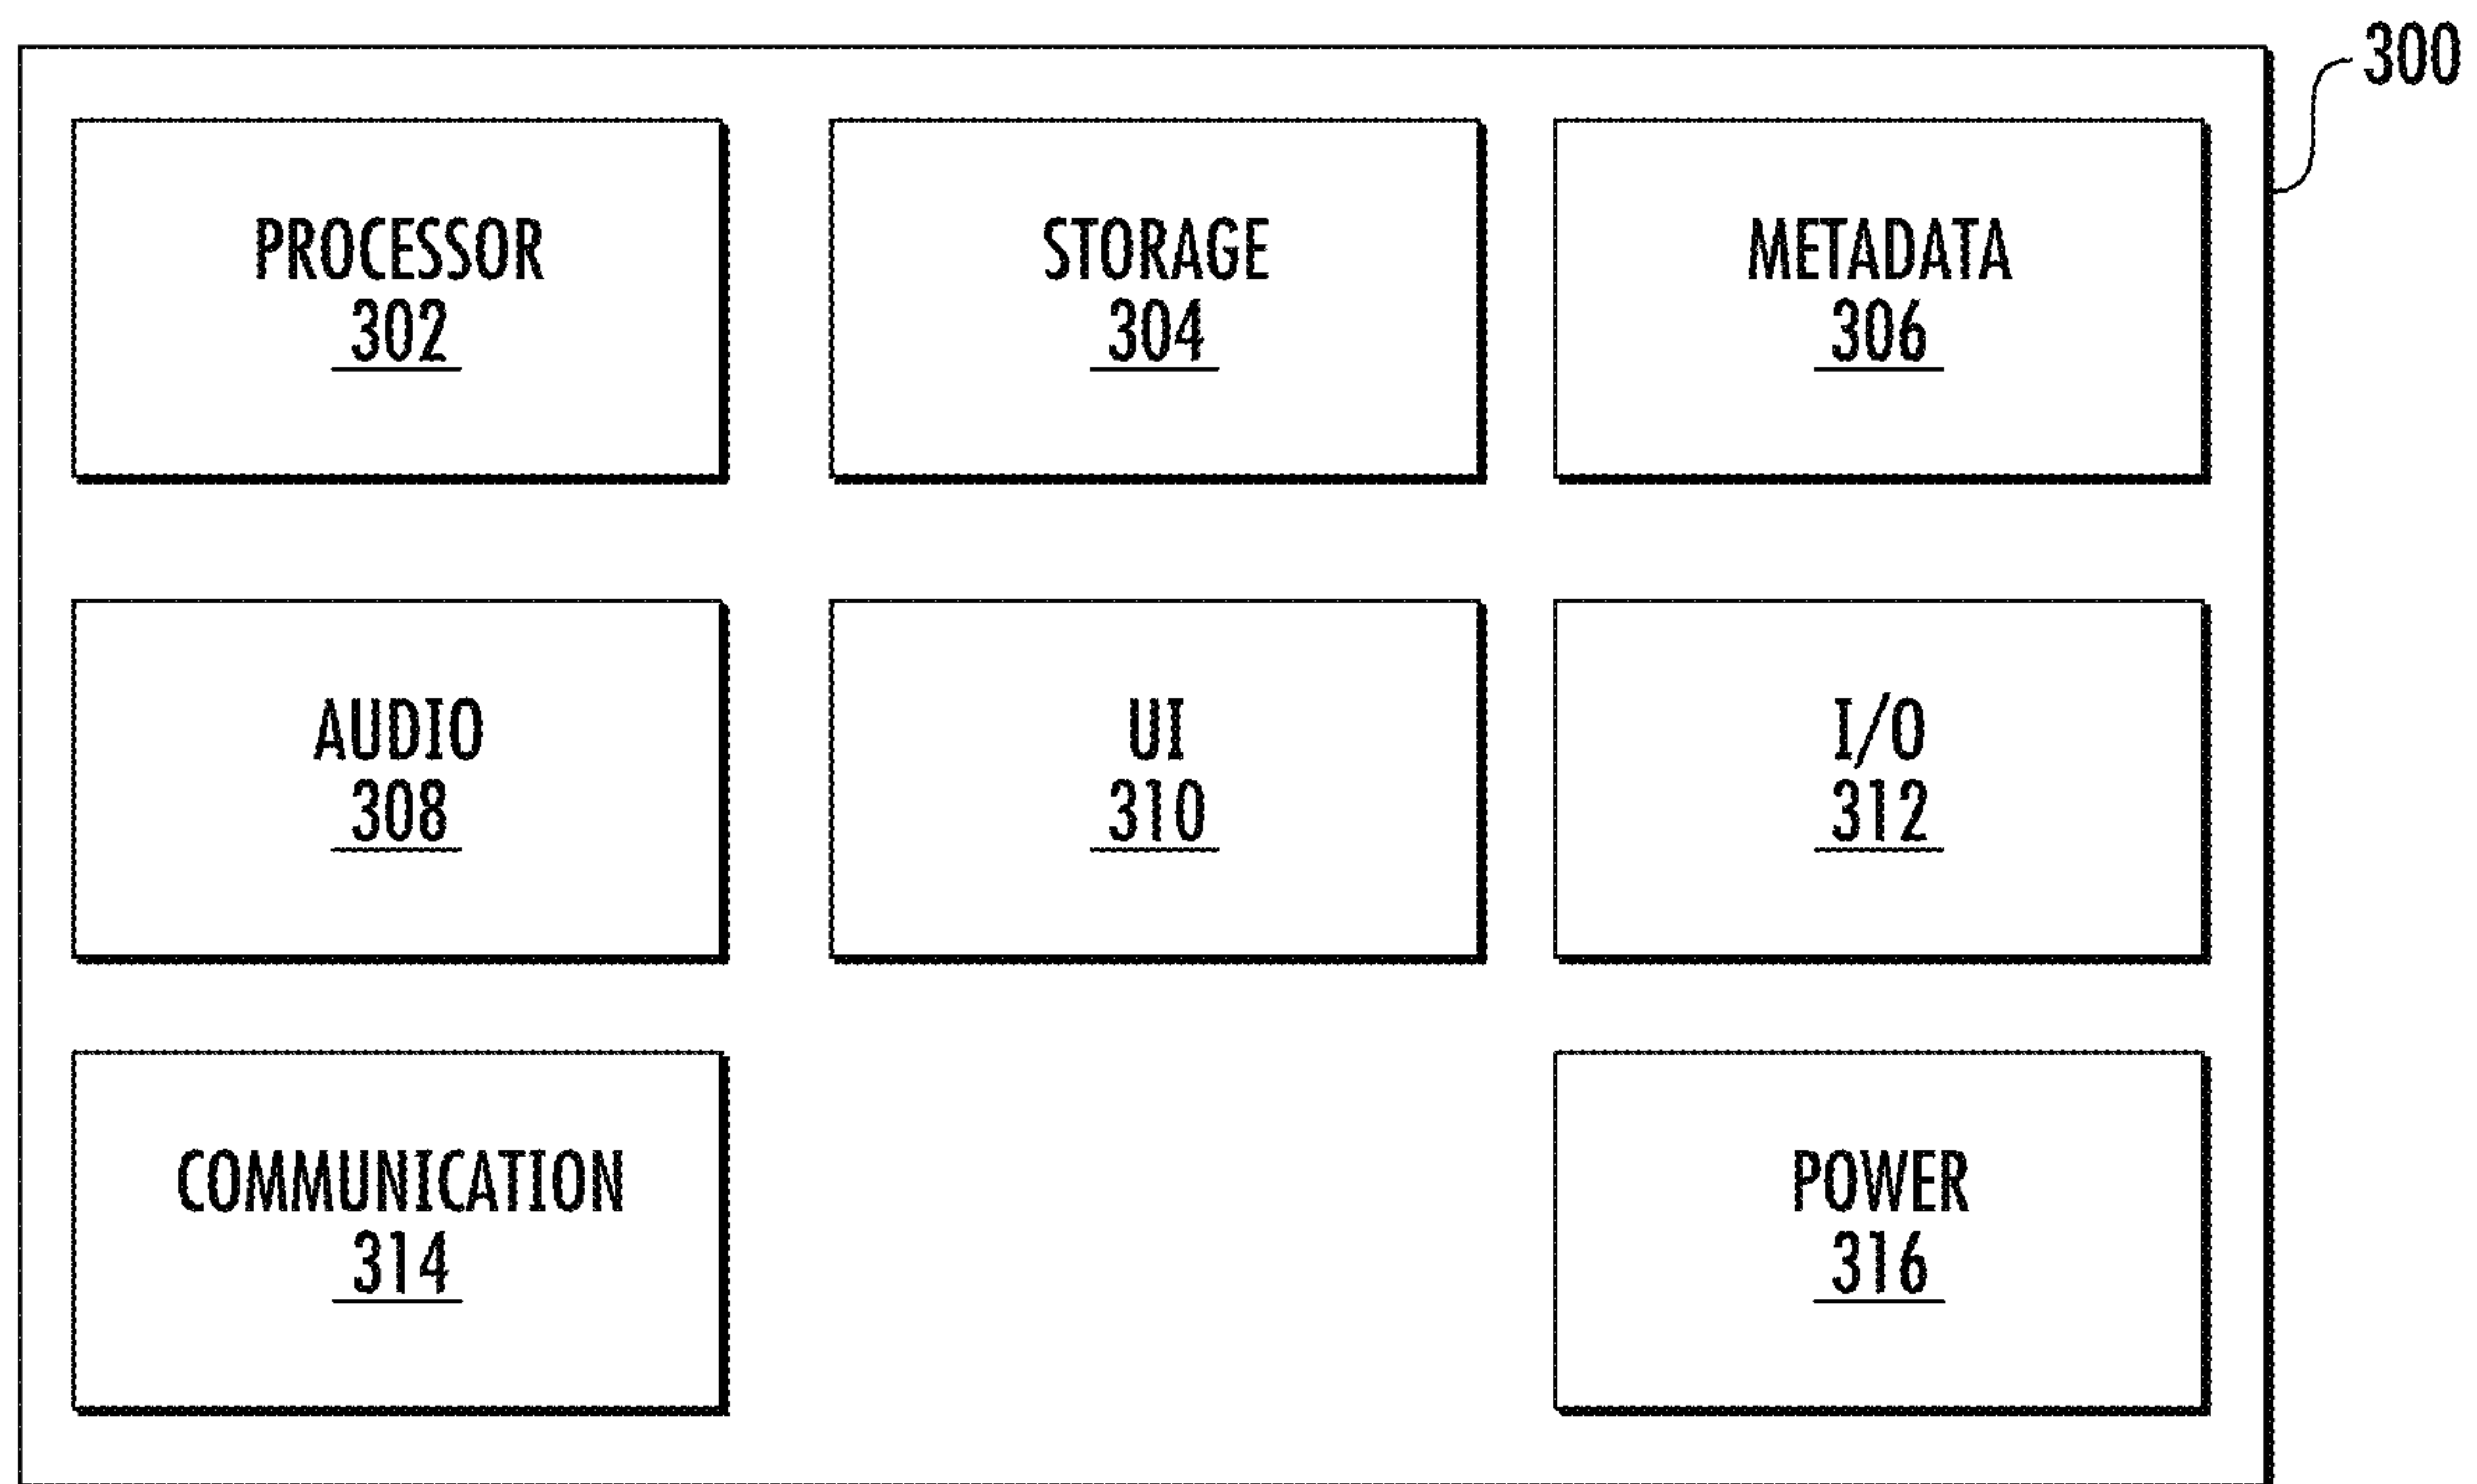 300
PROCESSOR
302
STORAGE
304
METADATA
306
AUDIO
308
UI
310
I/O
312
COMMUNICATION
314
POWER
316